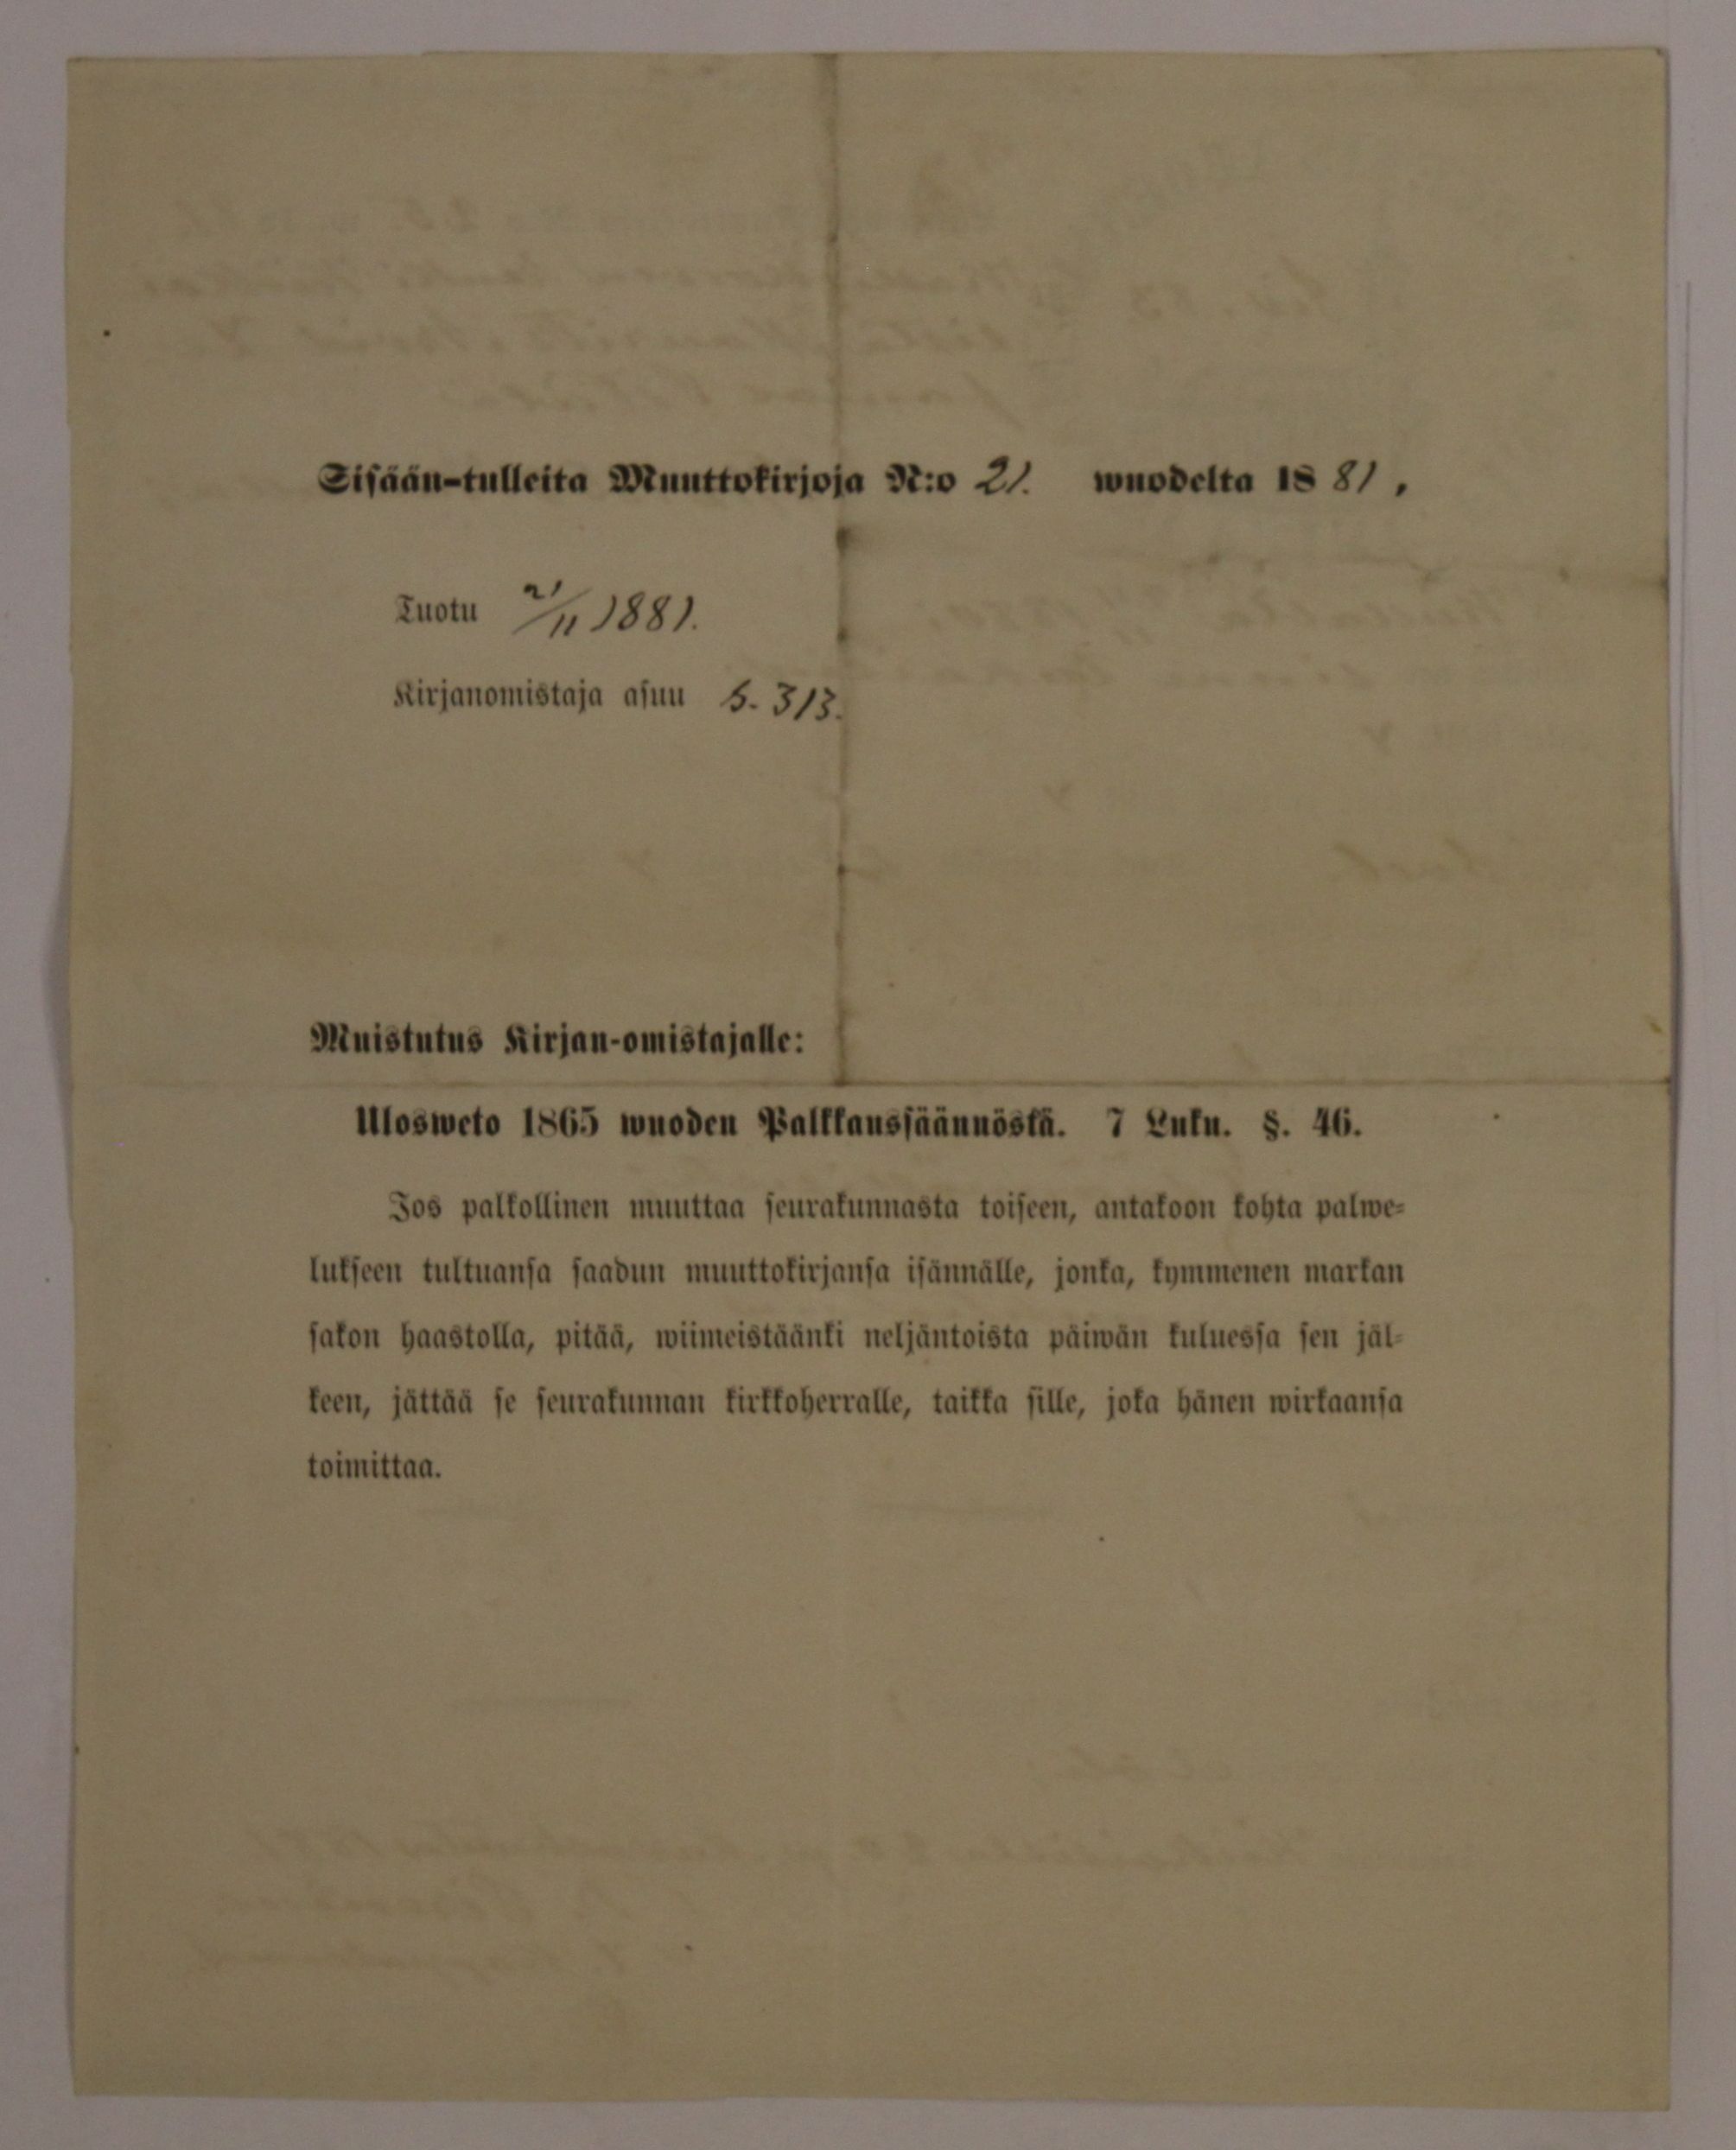 Sisään-tulleita Muuttokirjoja N:o 21. wuodelta 1881.
Tuotu 21/11 1881.
Kirjanomistaja asuu S. 313.
Muistutus Kirjan-omistajalle:
Ulosweto 1865 wuoden Palkkaussäännöskä. 7 Luku. §. 46.
Jos palkollinen muuttaa seurakunnasta toiseen, antakoon kohta palwe-
lukseen tultuansa saadun muuttokirjansa isännälle, jonka, kymmenen markan
sakon haastolla, pitää, wiimeistäänki neljäntoista päiwän kuluessa sen jäl-
keen, jättää se seurakunnan kirkkoherralle, taikka sille, joka hänen wirkaansa
toimittaa.